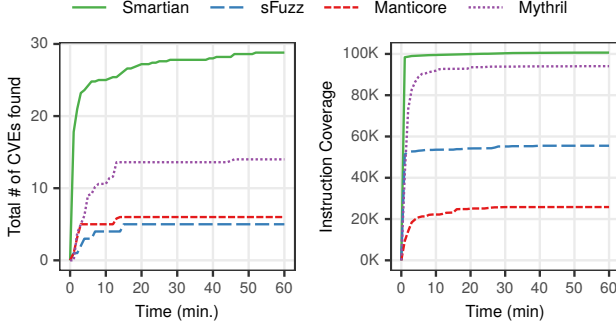 Smartian sFuzz Manticore Mythril
Total # of CVEs found
30
20
10
0
0 10 20 30 40 50 60
Time (min.)
Instruction Coverage
100K
80K
60K
40K
20K
0K
0 10 20 30 40 50 60
Time (min)